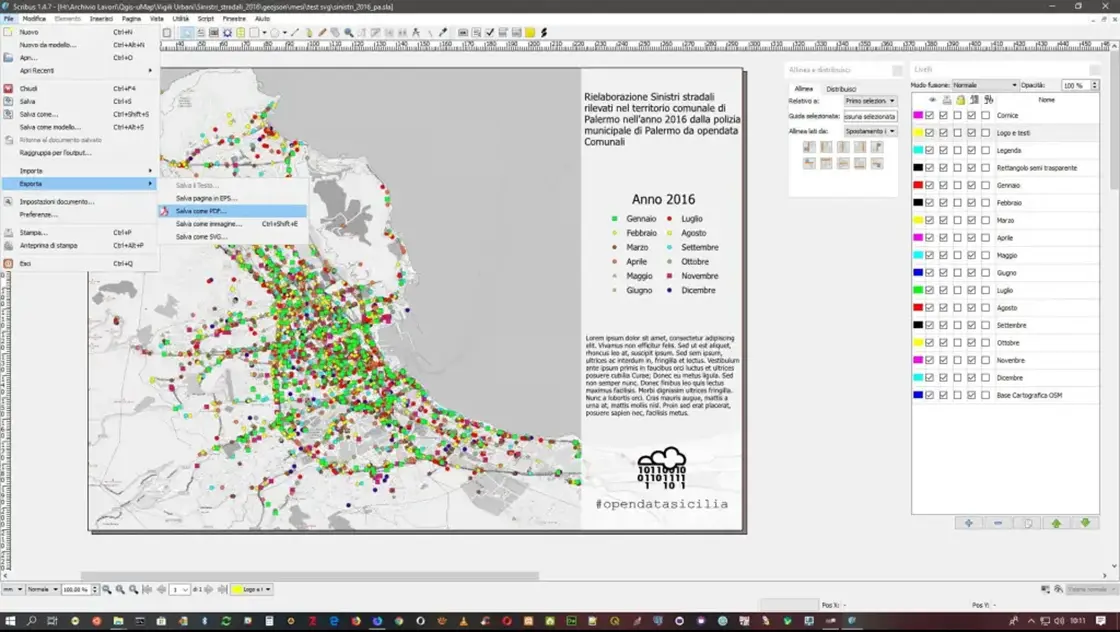 Scribus 1.4.7 - [H:\Archivio Lavori\Qgis-uMap\Vigili Urbani\Sinistri_stradali_2016\geojson\mesi\test svg\sinistri_2016_pa.sla]
File Modifica Elemento Inserisci Pagina Vista Utilità Script Finestre Aiuto
Nuovo Ctrl+N
Nuovo da modello... Ctrl+Alt+N
Apri... Ctrl+O
Apri Recenti
Chiudi Ctrl+F4
Salva Ctrl+S
Salva come... Ctrl+Shift+S
Salva come modello... Ctrl+Alt+S
Ritorna al documento salvato
Raggruppa per l'output...
Importa
Esporta
Impostazioni documento...
Preferenze...
Stampa... Ctrl+P
Anteprima di stampa Ctrl+Alt+P
Esci Ctrl+Q
Salva il Testo...
Salva pagina in EPS...
Salva come PDF...
Salva come immagine... Ctrl+Shift+E
Salva come SVG...
Rielaborazione Sinistri stradali
rilevati nel territorio comunale di
Palermo nell'anno 2016 dalla polizia
municipale di Palermo da opendata
Comunali
Anno 2016
Gennaio Luglio
Febbraio Agosto
Marzo Settembre
Aprile Ottobre
Maggio Novembre
Giugno Dicembre
Lorem ipsum dolor sit amet, consectetur adipiscing
elit. Vivamus efficitur felis. Sed ut est aliquet,
rhoncus leo at, suscipit ipsum. Sed sem ipsum,
ultrices ac interdum in, fringilla et lectus. Vestibulum
ante ipsum primis in faucibus orci luctus et ultrices
posuere cubilia Curae; Donec eu metus ligula. Sed
non semper nunc. Donec finibus leo quis lectus
maximus facilisis. Morbi dignissim ultrices fringilla.
Nunc a lobortis orci. Cras mauris augue, mattis a
urna at, mattis mollis nisl. Proin sed erat placerat,
posuere sapien nec, facilisis metus.
10110010
01101111
1 10 1
#opendatasicilia
Allinea e distribuisci
Allinea Distribuisci
Relativo a: Primo selezion
Guida selezionata: ssuna selezionata
Allinea lati da: Spostamento
Livelli
Modo fusione: Normale Opacità: 100 %
Nome
Cornice
Logo e testi
Legenda
Rettangolo semi trasparente
Gennaio
Febbraio
Marzo
Aprile
Maggio
Giugno
Luglio
Agosto
Settembre
Ottobre
Novembre
Dicembre
Base Cartografica OSM
mm Normale 100.00 % 1 di 1 Logo e t
Pos X: - Pos Y: -
10:11